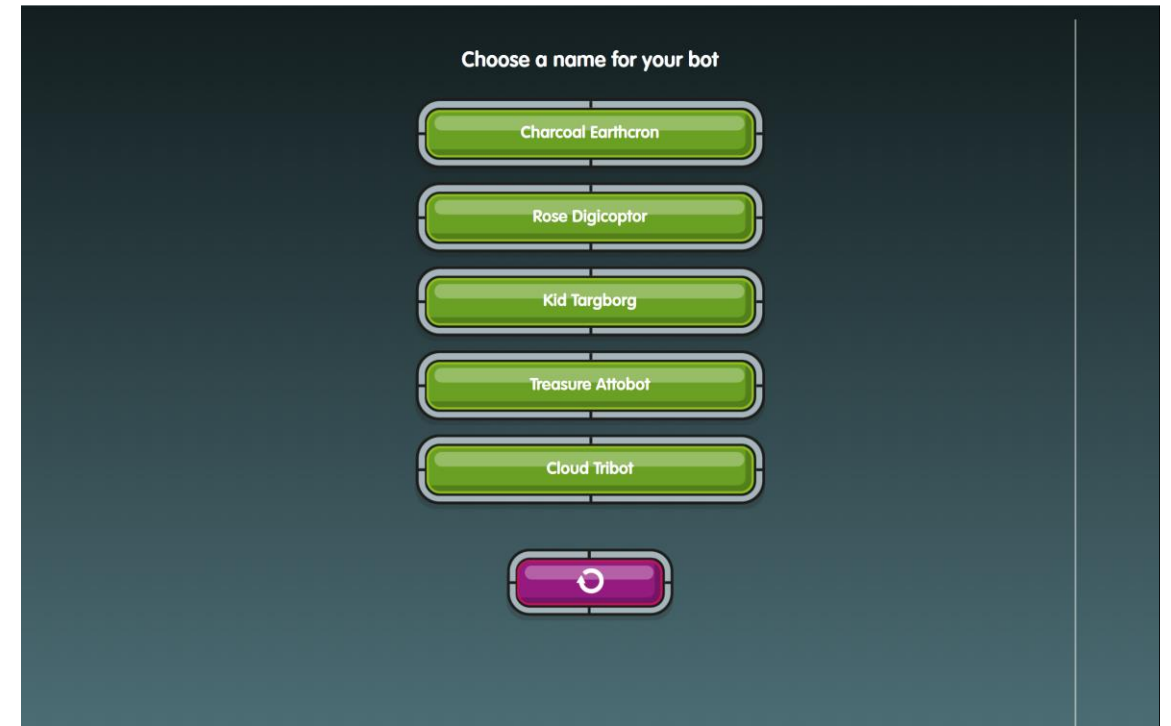 Choose a name for your bot
Charcoal Earthcron
Rose Digicoptor
Kid Targborg
Treasure Attobot
Cloud Tribot